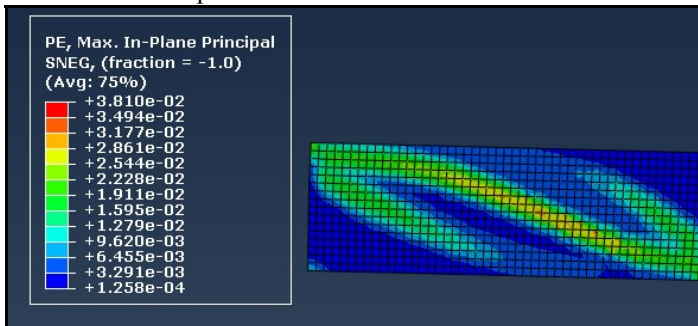 PE, Max. In-Plane Principal
SNEG, (fraction = -1.0)
(Avg: 75%)
+3.810e-02
+3.494e-02
+3.177e-02
+2.861e-02
+2.544e-02
+2.228e-02
+1.911e-02
+1.595e-02
+1.279e-02
+9.620e-03
+6.455e-03
+3.291e-03
+1.258e-04